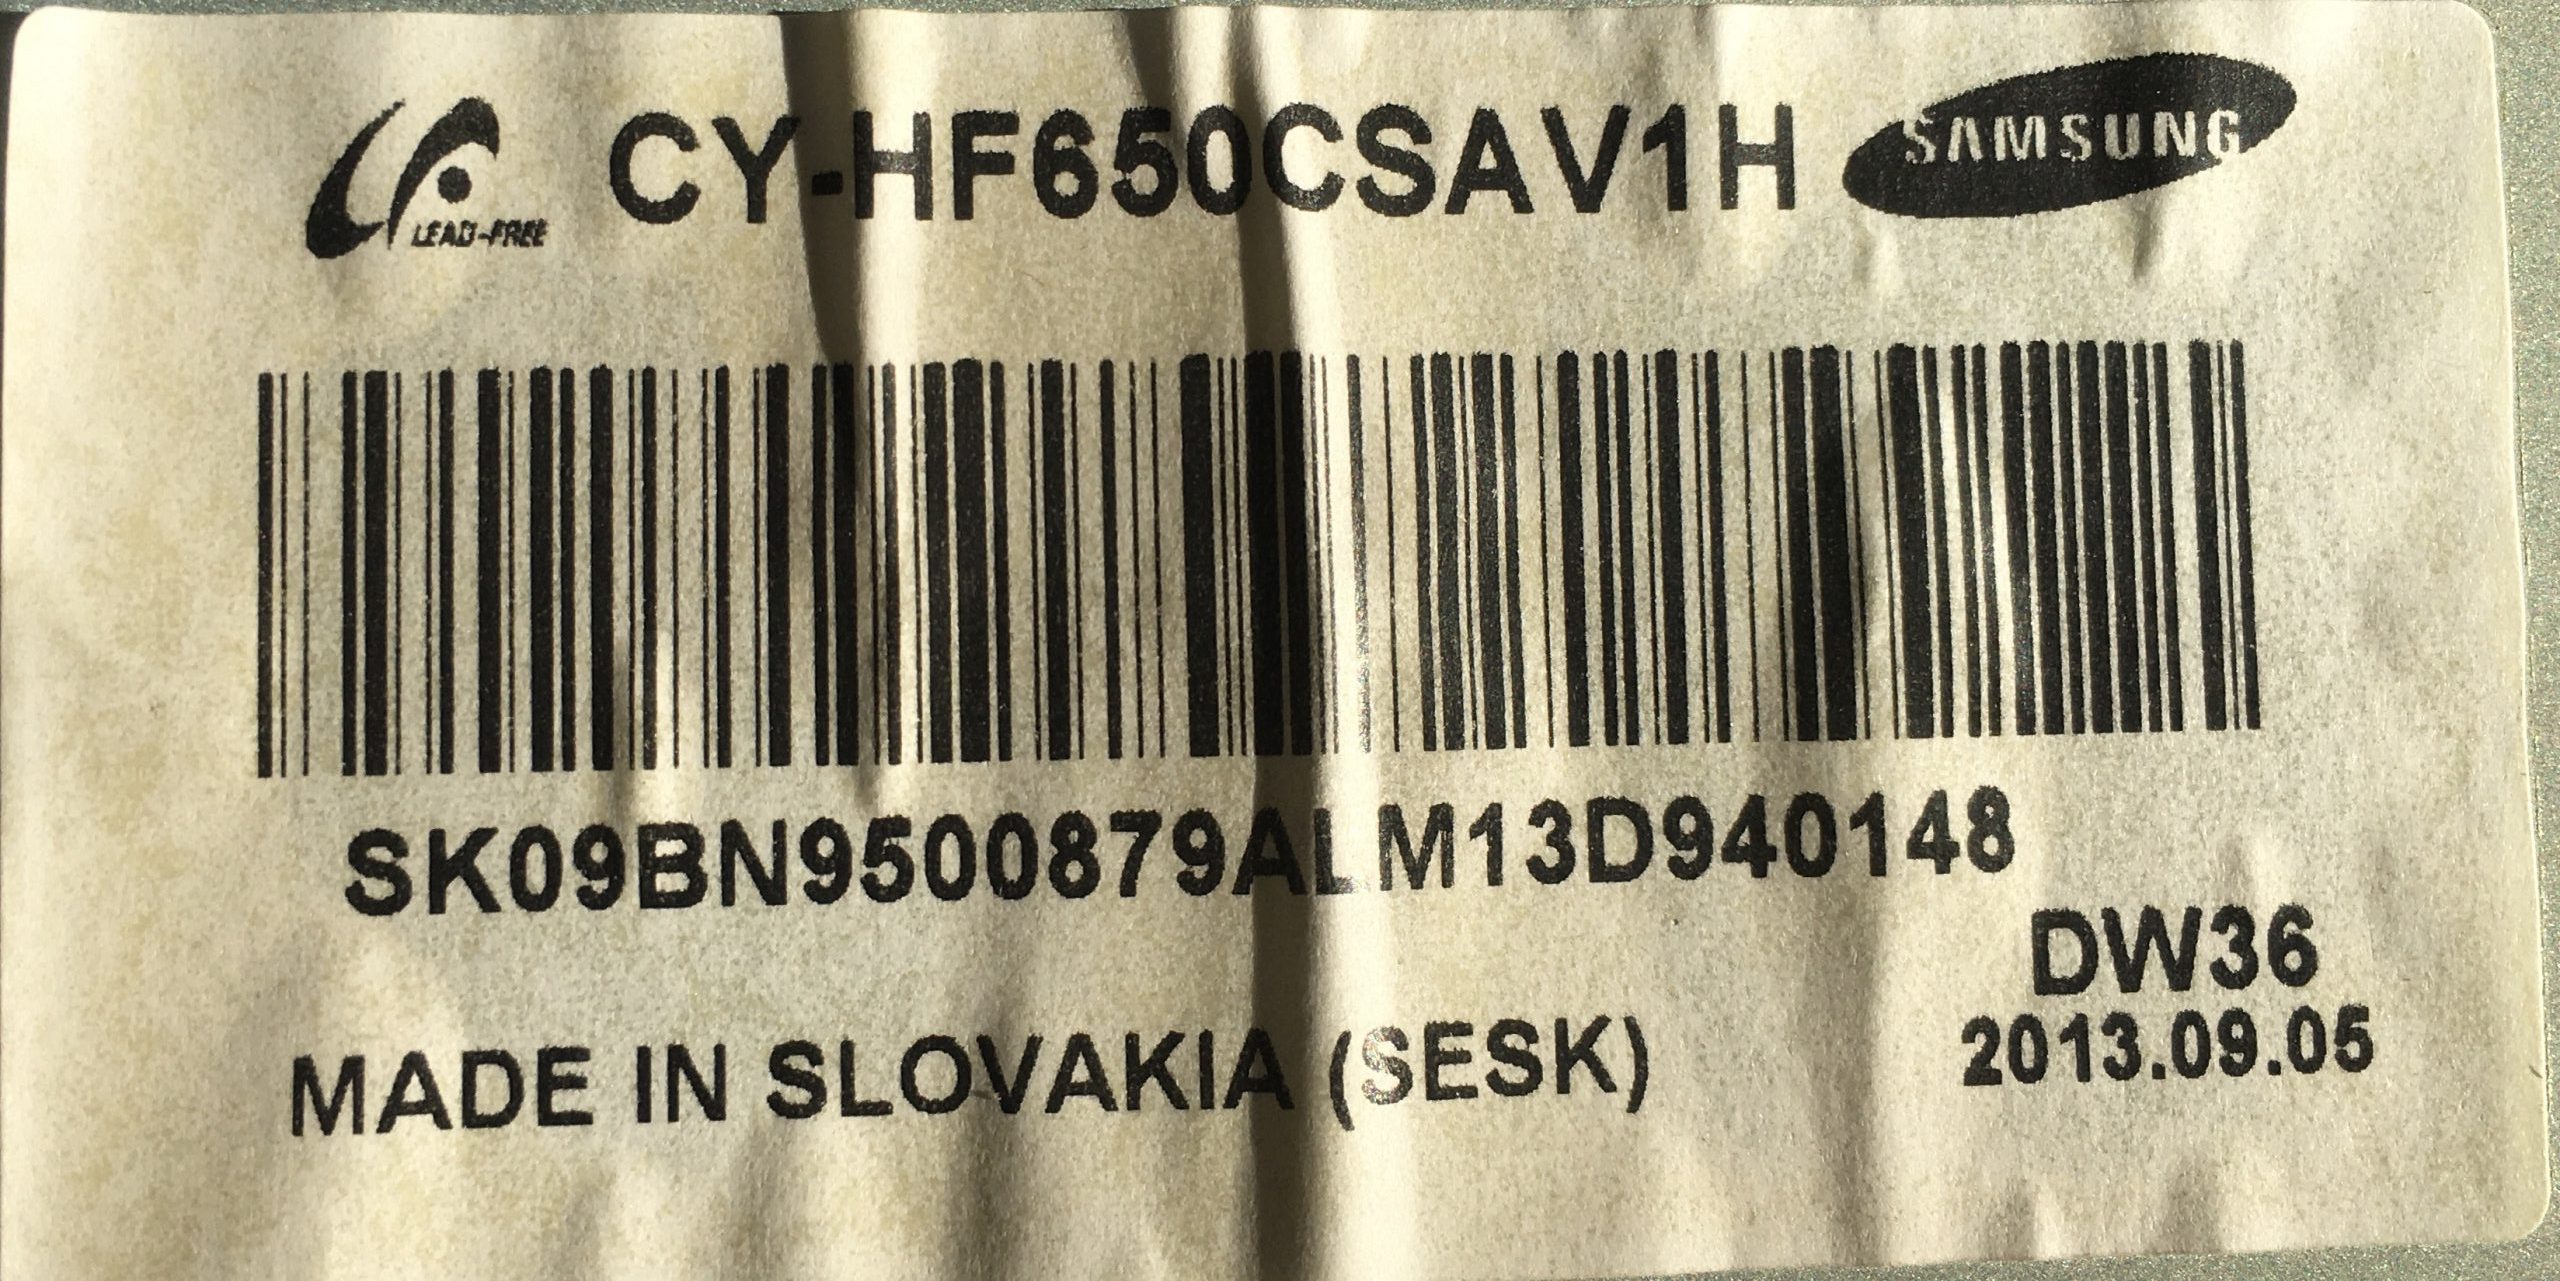 LEAD-FREE
CY-HF650CSAV1H
SAMSUNG
SK09BN9500879ALM13D940148
DW36
2013.09.05
MADE IN SLOVAKIA (SESK)